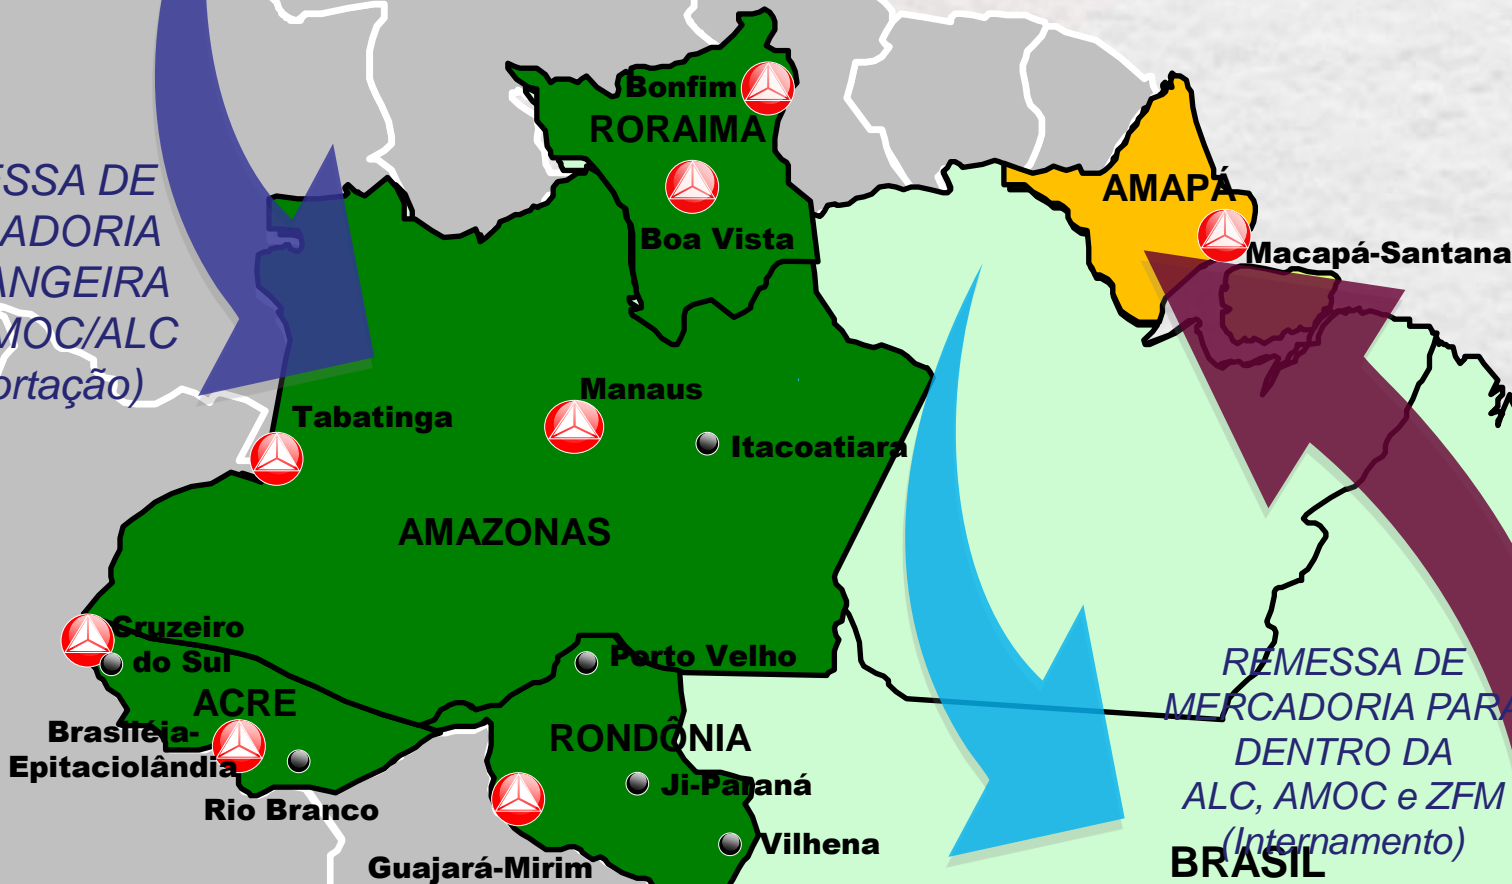 Bonfim
RORAIMA
AMAPÁ
Boa Vista
Macapá-Santana
SSA DE
ADORIA
ANGEIRA
MOC/ALC
ortação)
Manaus
Tabatinga
Itacoatiara
AMAZONAS
Cruzeiro
do Sul
Porto Velho
ACRE
Brasiléia-
Epitaciolândia
RONDÔNIA
Ji-Paraná
Rio Branco
Vilhena
Guajará-Mirim
REMESSA DE
MERCADORIA PARA
DENTRO DA
ALC, AMOC e ZFM
(Internamento)
BRASIL